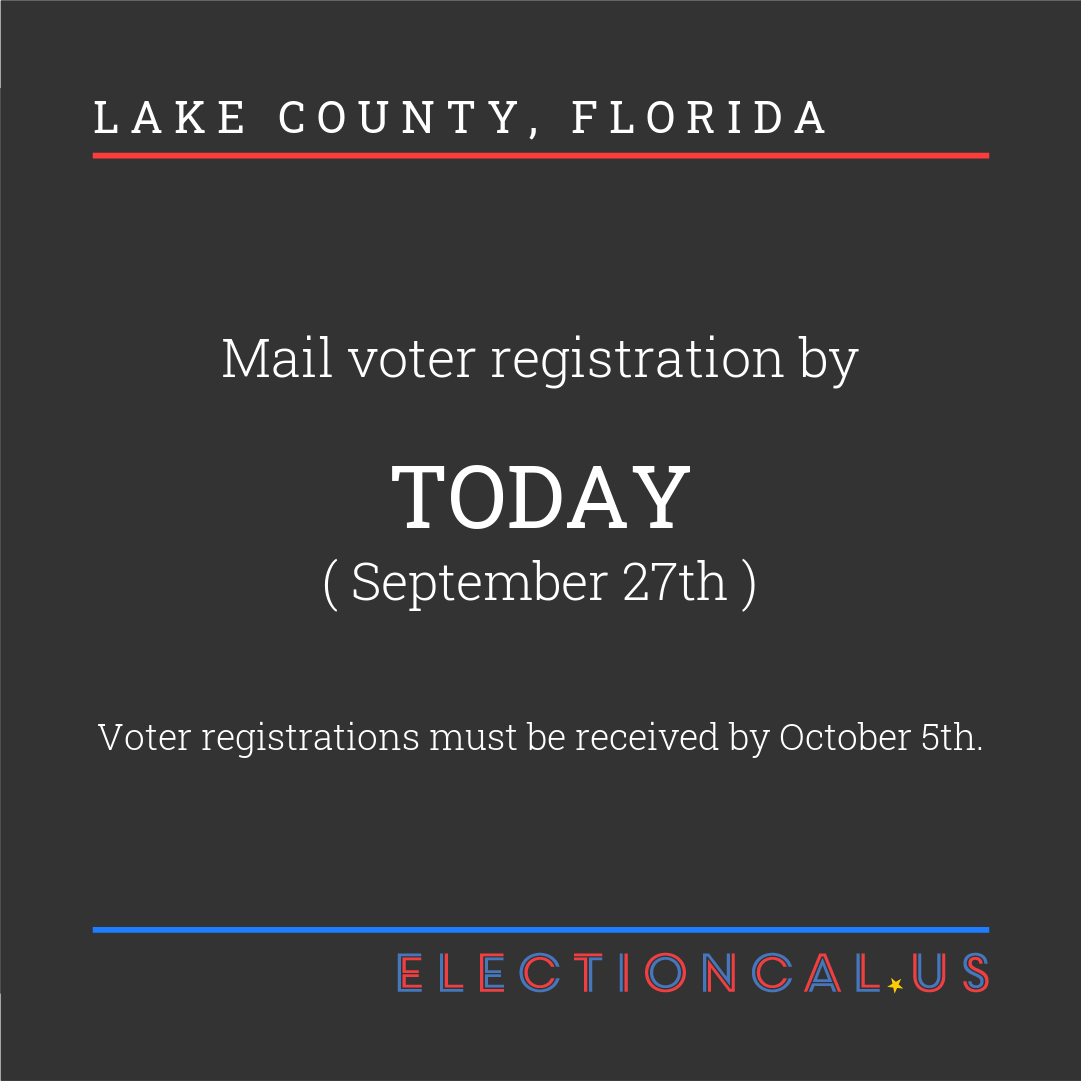 LAKE COUNTY, FLORIDA
Mail voter registration by
TODAY
( September 27th )
Voter registrations must be received by October 5th.
ELECTIONCAL.US